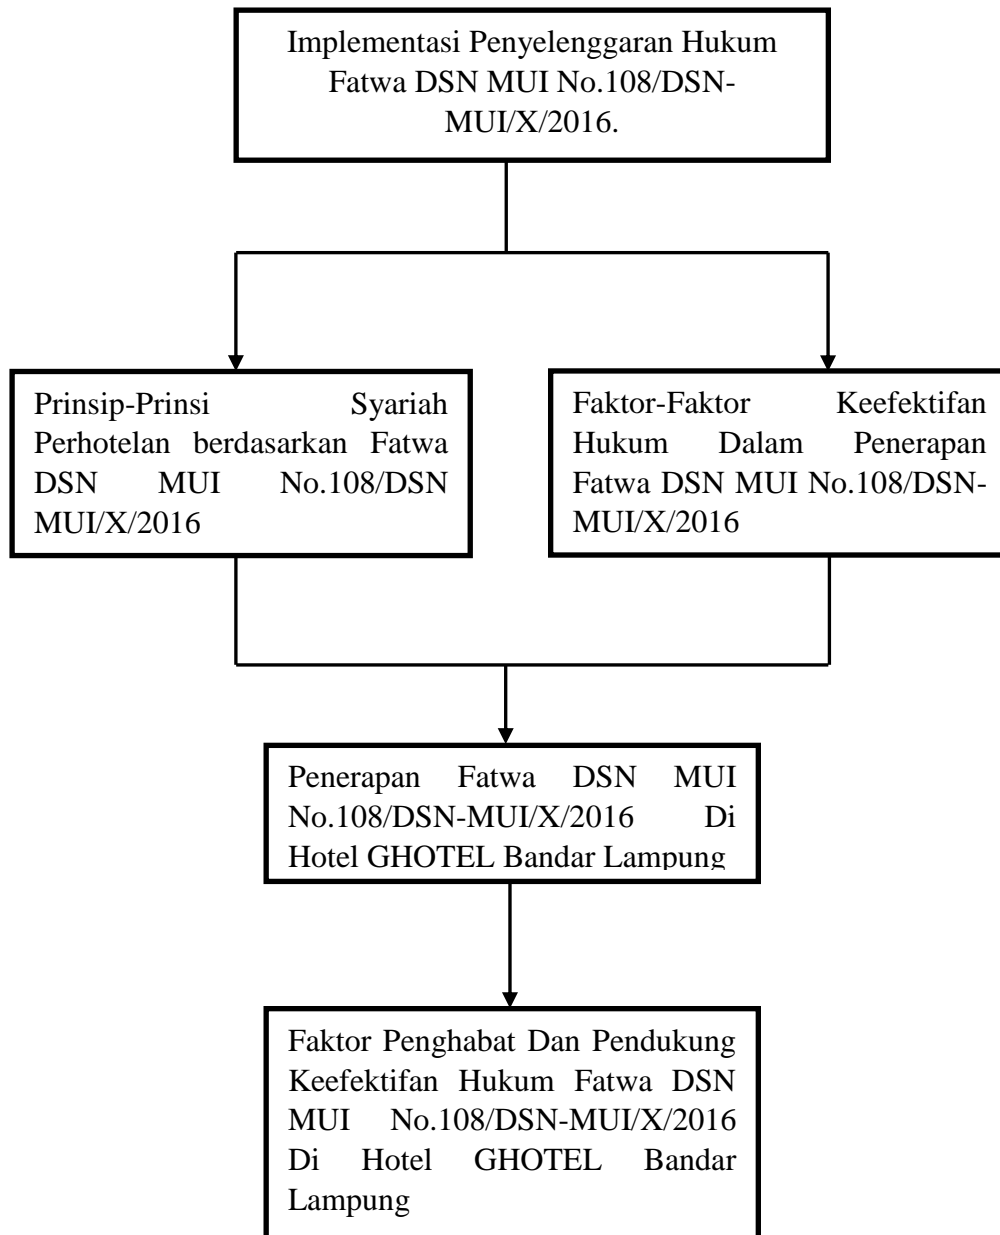 Implementasi Penyelenggaran Hukum
Fatwa DSN MUI No.108/DSN-
MUI/X/2016.
Prinsip-Prinsi Syariah
Perhotelan berdasarkan Fatwa
DSN MUI No.108/DSN
MUI/X/2016
Faktor-Faktor Keefektifan
Hukum Dalam Penerapan
Fatwa DSN MUI No.108/DSN-
MUI/X/2016
Penerapan Fatwa DSN MUI
No.108/DSN-MUI/X/2016 Di
Hotel GHOTEL Bandar Lampung
Faktor Penghabat Dan Pendukung
Keefektifan Hukum Fatwa DSN
MUI No.108/DSN-MUI/X/2016
Di Hotel GHOTEL Bandar
Lampung